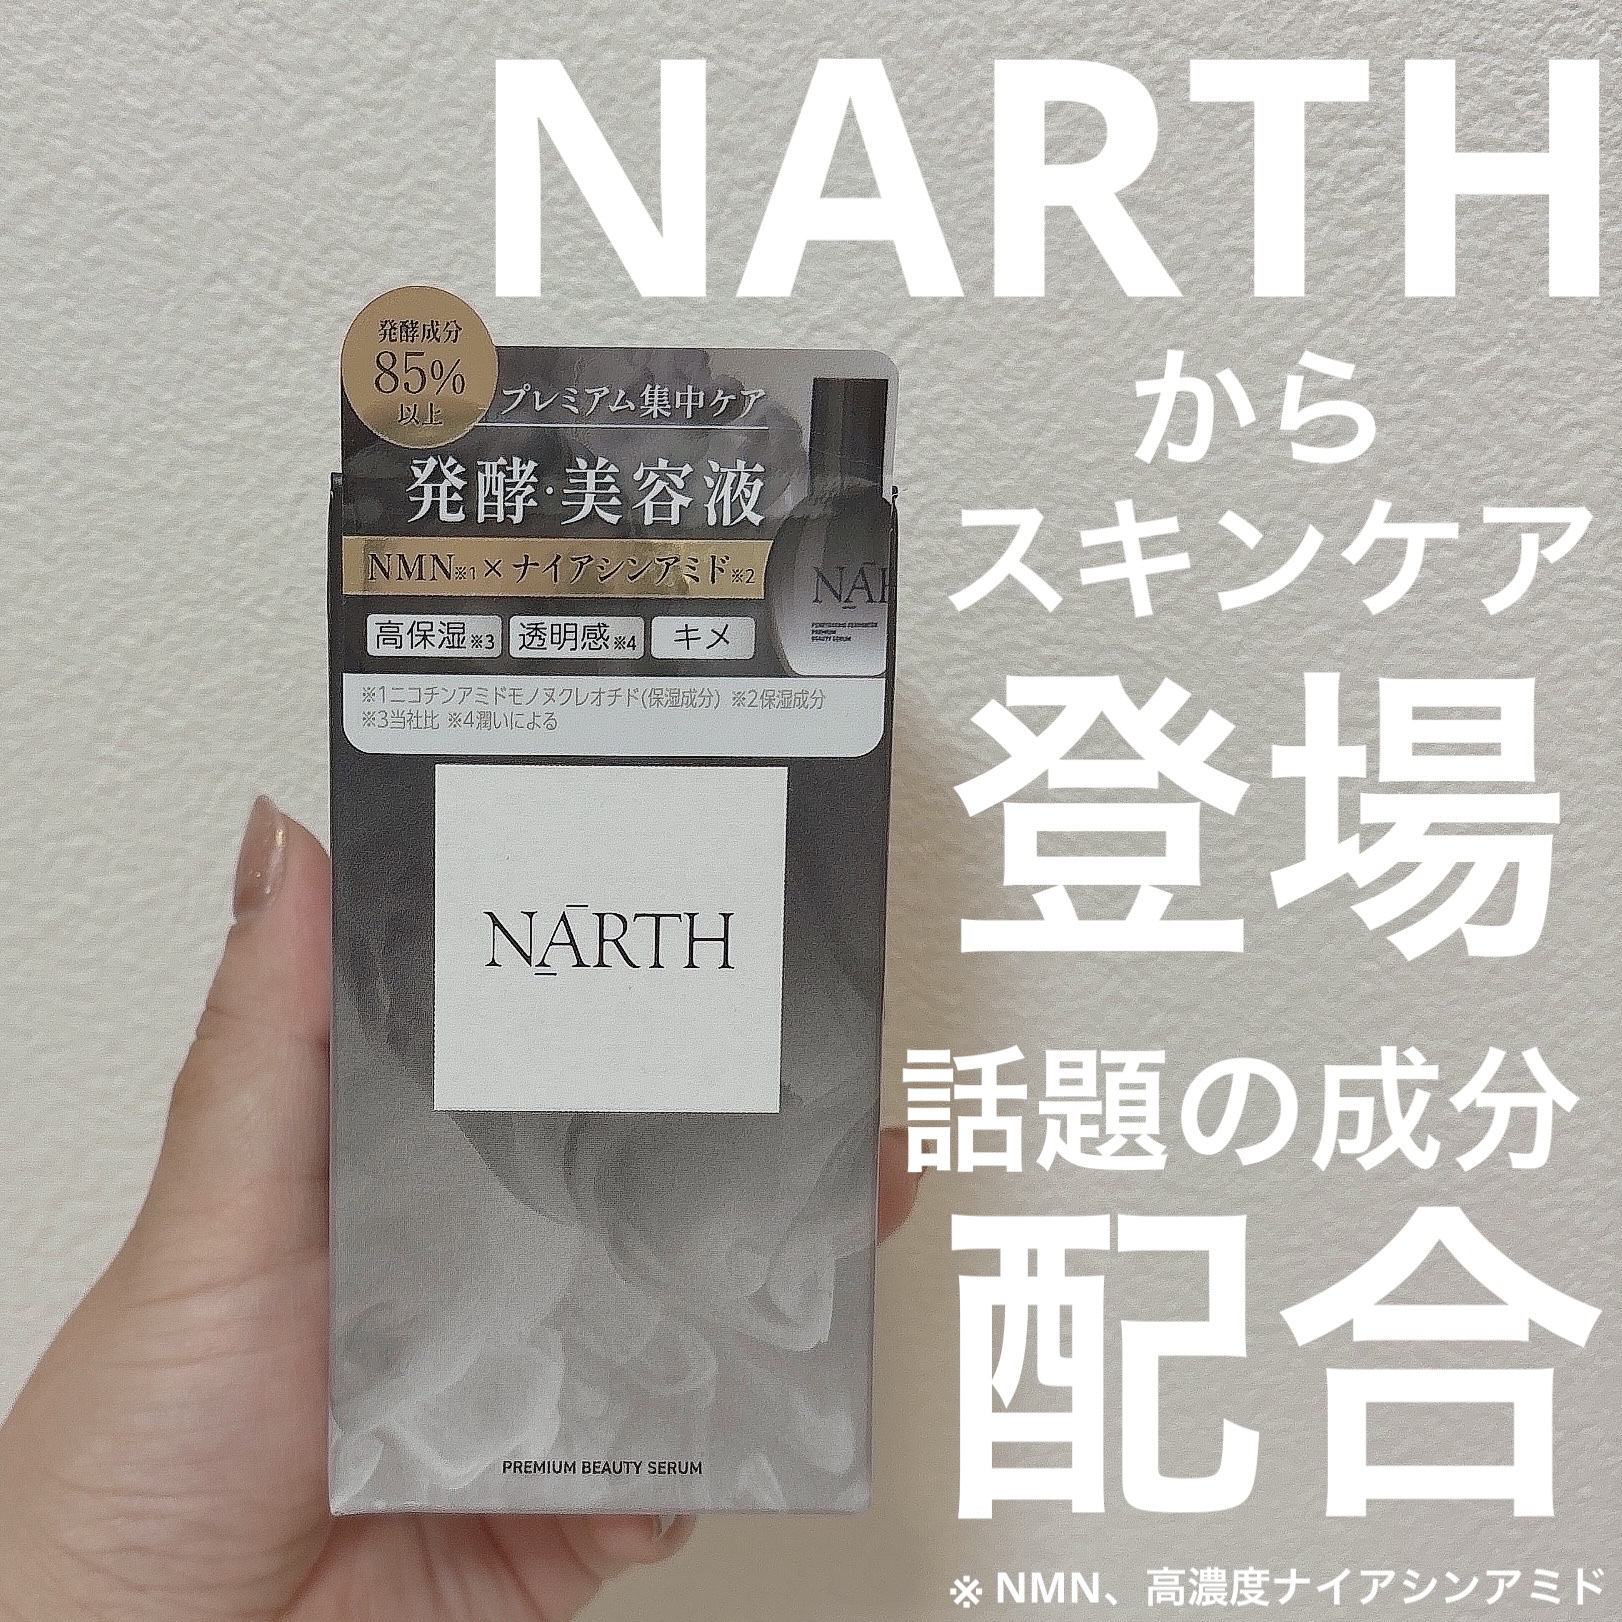 NARTH
から
スキンケア
登場
話題の成分
配合
※NMN、高濃度ナイアシンアミド
発酵成分
85%
以上
プレミアム集中ケア
発酵・美容液
NMN※1×ナイアシンアミド※2
高保湿※3 透明感※4 キメ
※1ニコチンアミドモノヌクレオチド(保湿成分) ※2保湿成分
※3当社比 ※4潤いによる
NAR
PREMIUM
BEAUTY SERUM
NARTH
PREMIUM BEAUTY SERUM